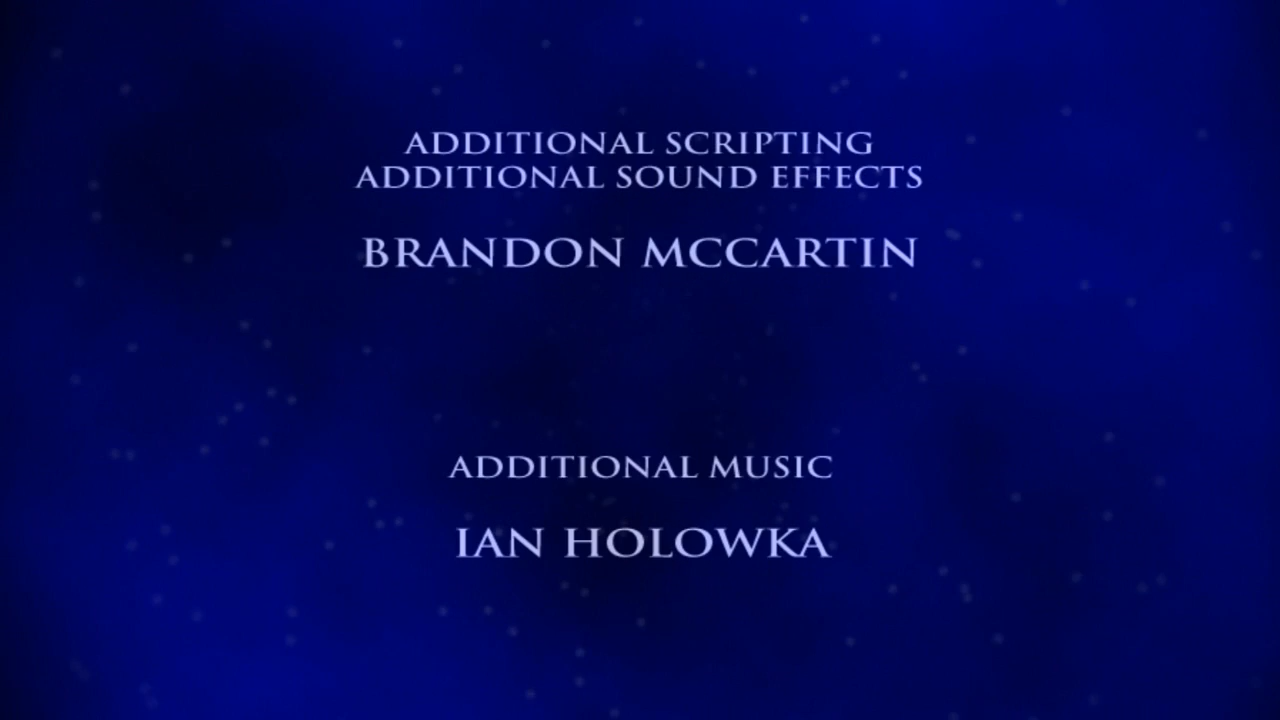 ADDITIONAL SCRIPTING
ADDITIONAL SOUND EFFECTS
BRANDON MCCARTIN
ADDITIONAL MUSIC
IAN HOLOWKA